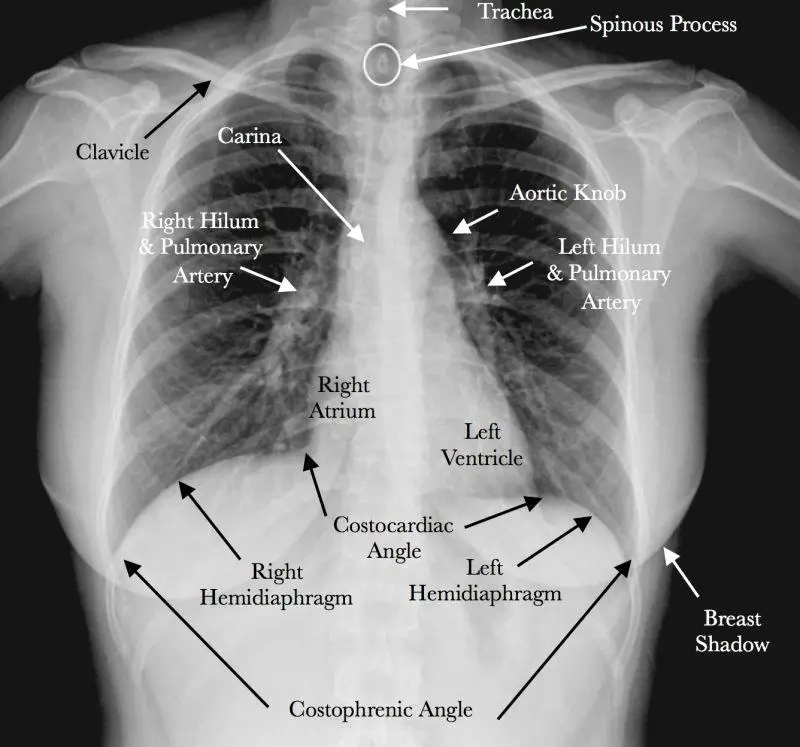 Trachea
Spinous Process
Clavicle
Carina
Aortic Knob
Right Hilum
& Pulmonary
Artery
Left Hilum
& Pulmonary
Artery
Right
Atrium
Left
Ventricle
Costocardiac
Angle
Right
Hemidiaphragm
Left
Hemidiaphragm
Breast
Shadow
Costophrenic Angle